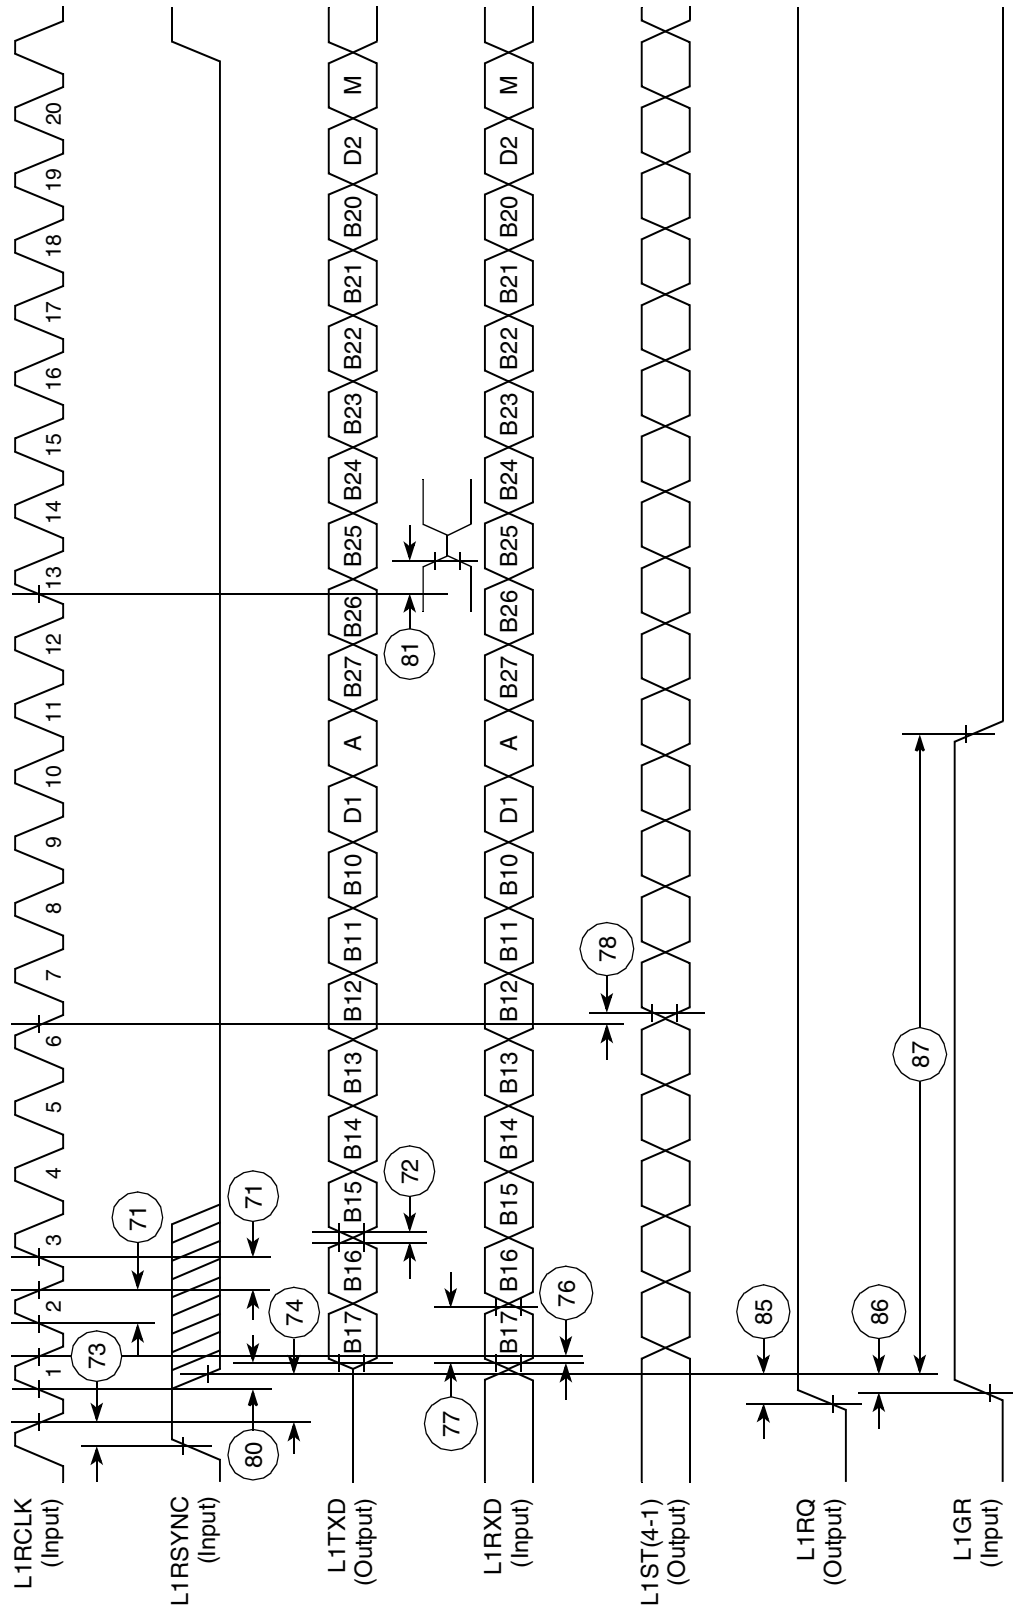 L1RCLK
(Input)
1 2 3 4 5 6 7 8 9 10 11 12 13 14 15 16 17 18 19 20
73
71
L1RSYNC
(Input)
80
74
71
L1TXD
(Output)
B17 B16 B15 B14 B13 B12 B11 B10 D1 A B27 B26 B25 B24 B23 B22 B21 B20 D2 M
72
81
L1RXD
(Input)
B17 B16 B15 B14 B13 B12 B11 B10 D1 A B27 B26 B25 B24 B23 B22 B21 B20 D2 M
77
76
78
L1ST(4-1)
(Output)
L1RQ
(Output)
85
86
L1GR
(Input)
87